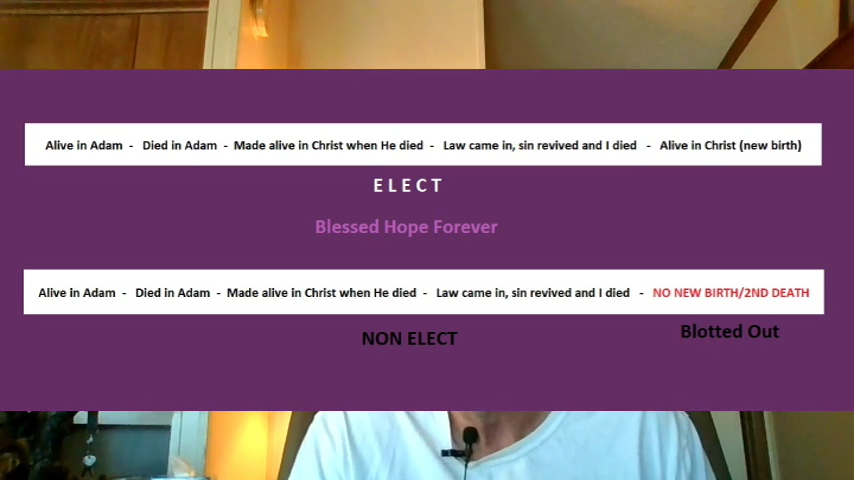 Alive in Adam - Died in Adam - Made alive in Christ when He died - Law came in, sin revived and I died - Alive in Christ (new birth)
E L E C T
Blessed Hope Forever
Alive in Adam - Died in Adam - Made alive in Christ when He died - Law came in, sin revived and I died - NO NEW BIRTH/2ND DEATH
Blotted Out
NON ELECT